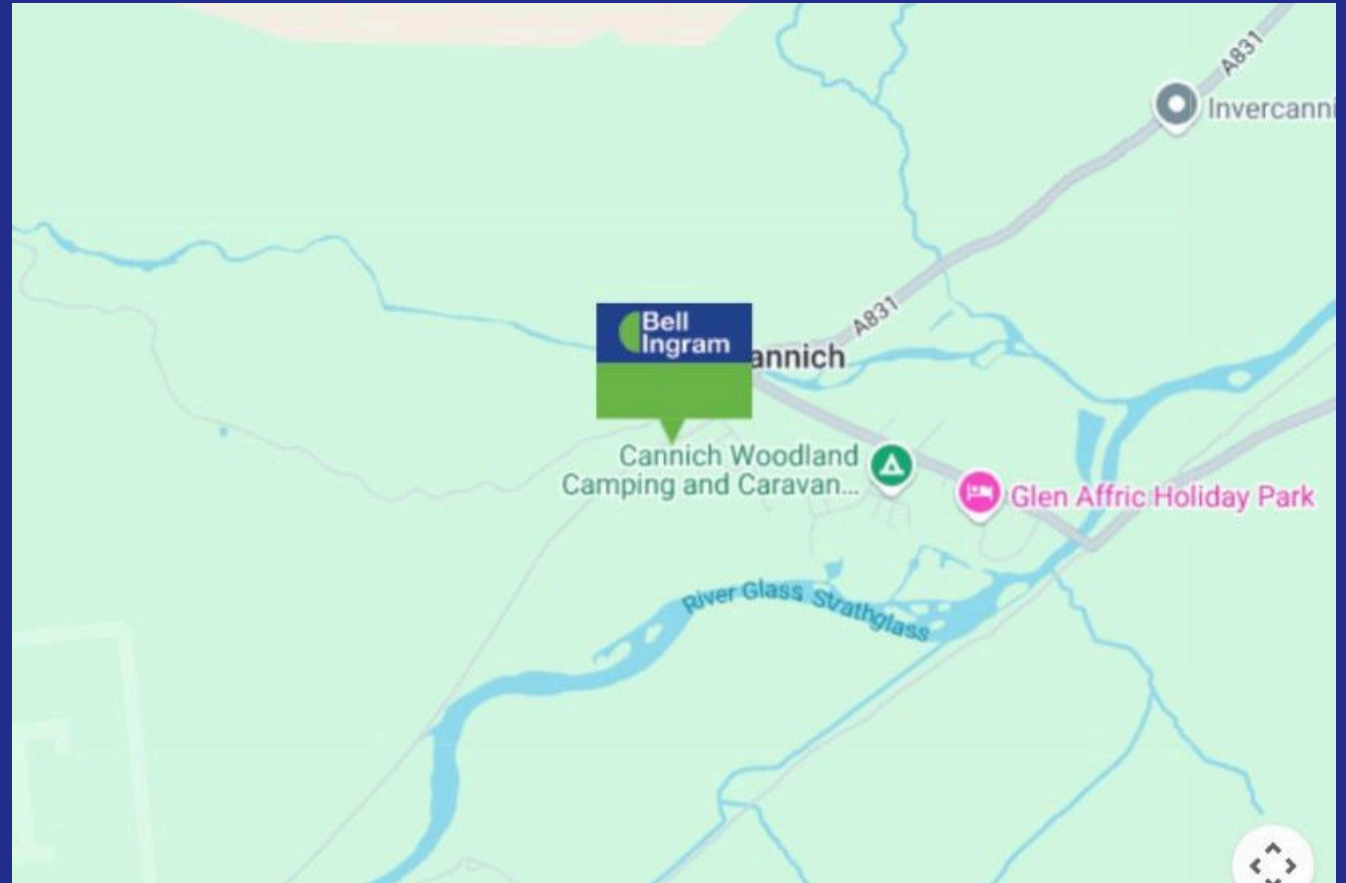 A831
Invercanni
Bell
Ingram
A831
annich
Cannich Woodland
Camping and Caravan...
Glen Affric Holiday Park
River Glass Strathglass